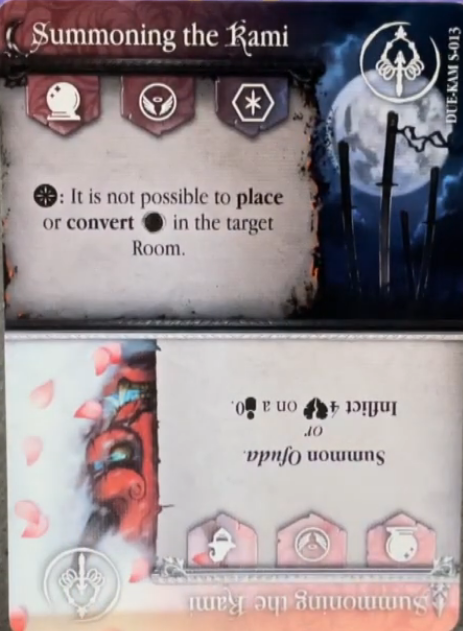 Summoning the Kami
DUE-KAM S-013
: It is not possible to place
or convert in the target
Room.
Summoning the Kami
Summon Ofuda.
or
Inflict 4 on a 0.